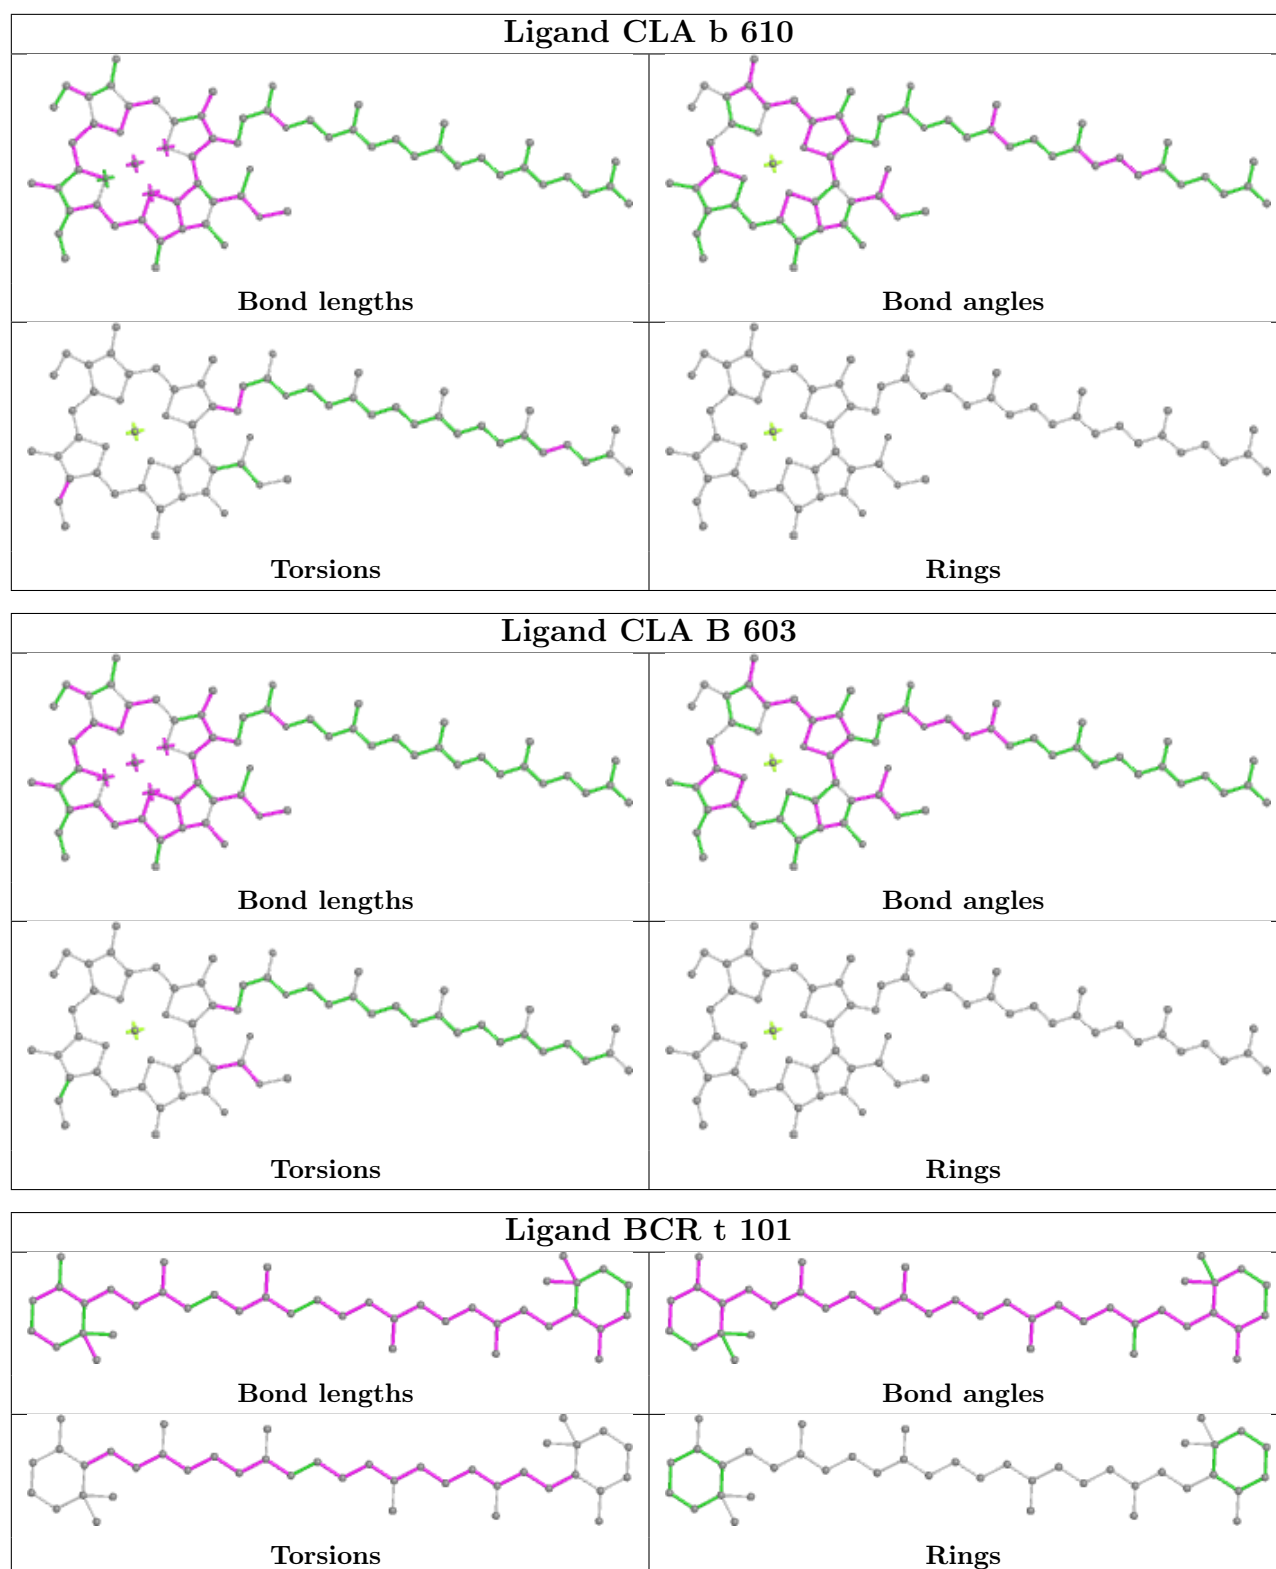 Ligand CLA b 610
Bond lengths
Bond angles
Torsions
Rings
Ligand CLA B 603
Bond lengths
Bond angles
Torsions
Rings
Ligand BCR t 101
Bond lengths
Bond angles
Torsions
Rings